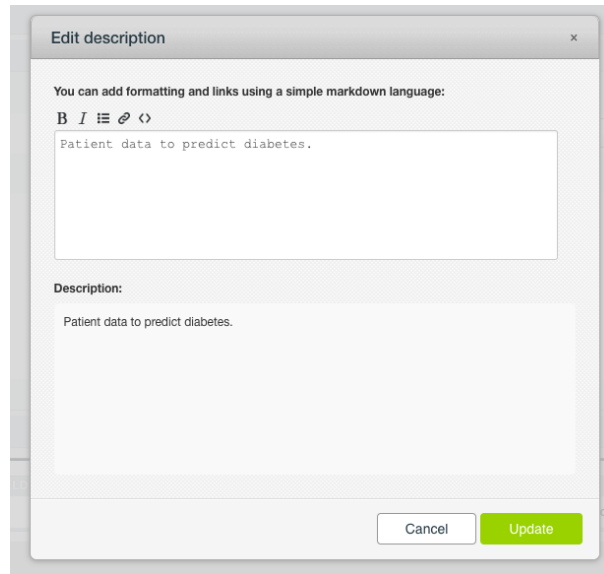 Edit description
×
You can add formatting and links using a simple markdown language:
B I
Patient data to predict diabetes.
Description:
Patient data to predict diabetes.
Cancel Update